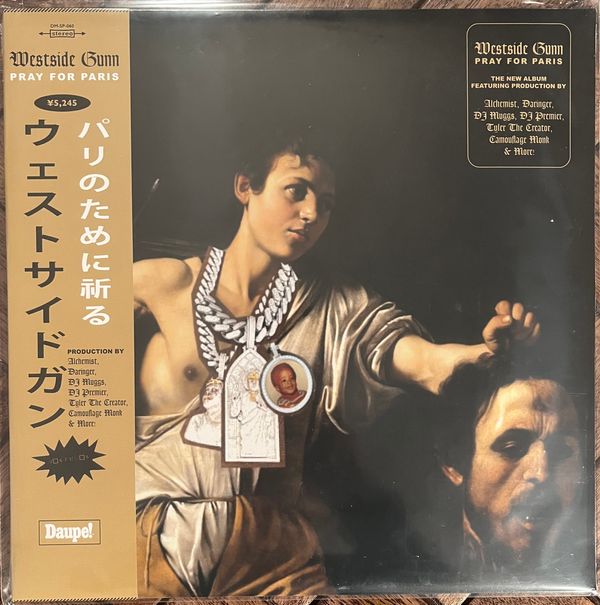 DM-SP-060
stereo
Westside Gunn
PRAY FOR PARIS
¥5,245
パリのために祈る
ウェストサイドガン
PRODUCTION BY
Alchemist,
Daringer,
DJ Muggs,
DJ Premier,
Tyler The Creator,
Camouflage Monk
& More!
Daupe!
Westside Gunn
PRAY FOR PARIS
THE NEW ALBUM
FEATURING PRODUCTION BY
Alchemist, Daringer,
DJ Muggs, DJ Premier,
Tyler The Creator,
Camouflage Monk
& More!